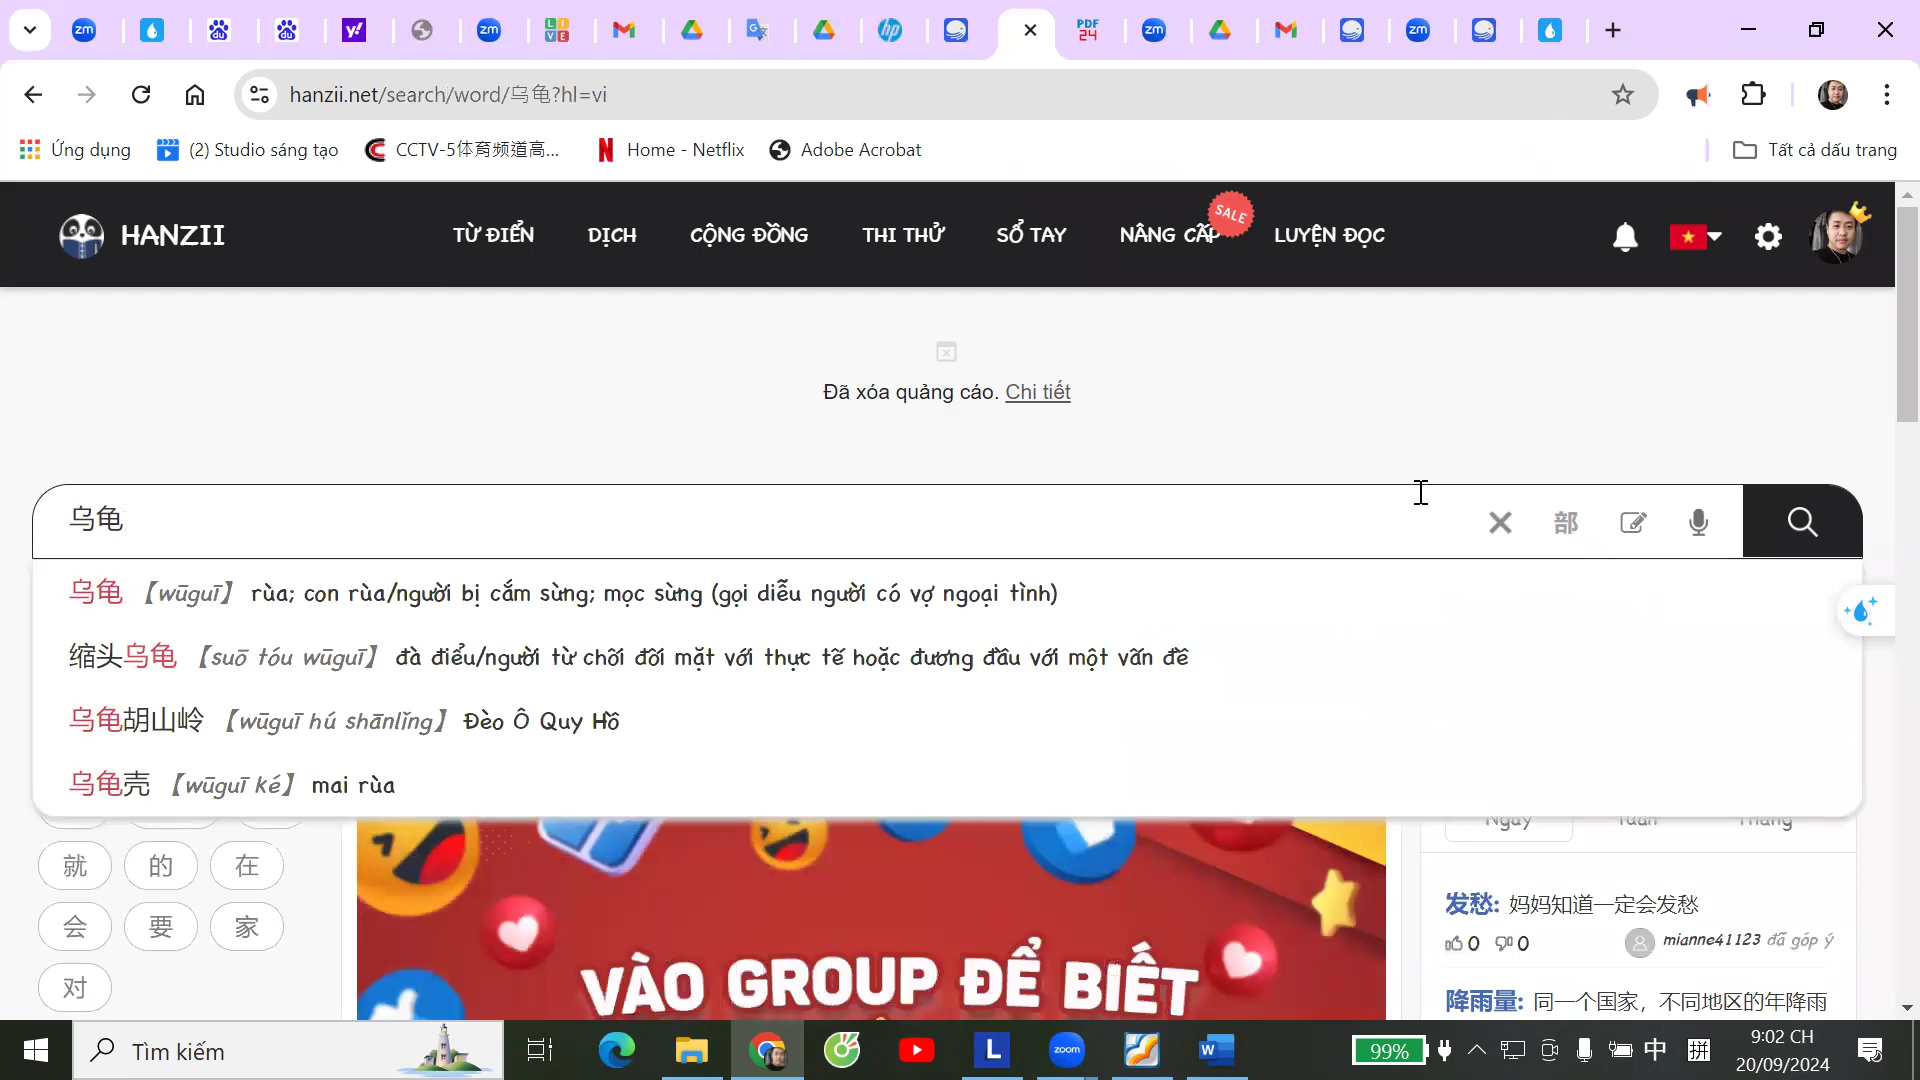 hanzii.net/search/word/乌龟?hl=vi
Ứng dụng
(2) Studio sáng tạo
CCTV-5体育频道高...
Home - Netflix
Adobe Acrobat
Tất cả dấu trang
HANZII
TỪ ĐIỂN
DỊCH
CỘNG ĐỒNG
THI THỬ
SỔ TAY
NÂNG CẤP
SALE
LUYỆN ĐỌC
Đã xóa quảng cáo. Chi tiết
乌龟
部
乌龟 【wūguī】 rùa; con rùa/người bị cắm sừng; mọc sừng (gọi diễu người có vợ ngoại tình)
缩头乌龟 【suō tóu wūguī】 đà điểu/người từ chối đối mặt với thực tế hoặc đương đầu với một vấn đề
乌龟胡山岭 【wūguī hú shānlǐng】 Đèo Ô Quy Hồ
乌龟壳 【wūguī ké】 mai rùa
Ngày
Tuần
Tháng
就
的
在
会
要
家
对
VÀO GROUP ĐỂ BIẾT
发愁: 妈妈知道一定会发愁
0
0
mianne41123 đã góp ý
降雨量: 同一个国家，不同地区的年降雨
Tìm kiếm
99%
中
拼
9:02 CH
20/09/2024